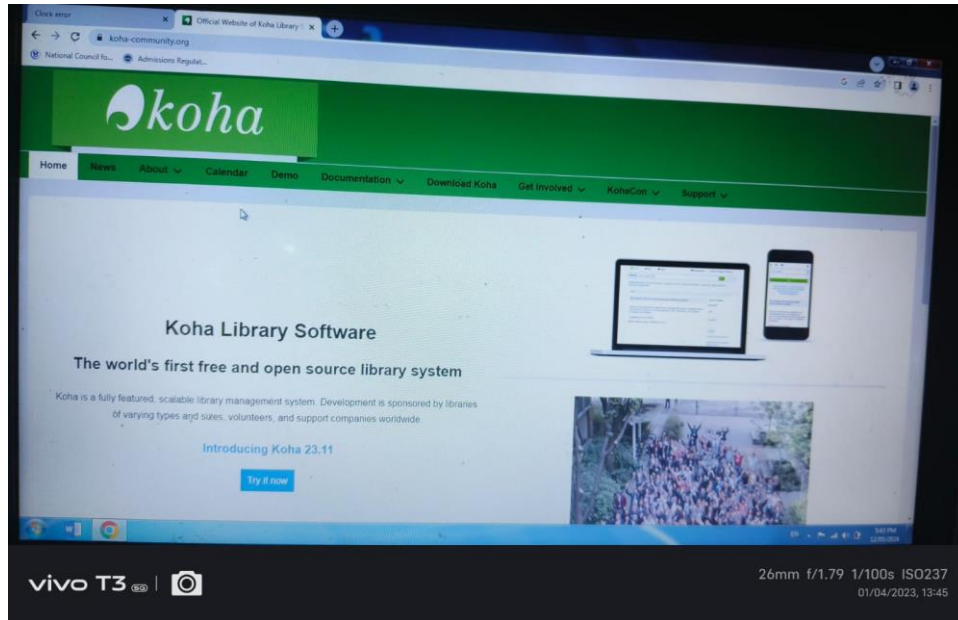 Clock error
Official Website of Koha Library S
koha-community.org
National Council fo...
Admissions Regulat...
koha
Home News About Calendar Demo Documentation Download Koha Get Involved KohaCon Support
Koha Library Software
The world's first free and open source library system
Koha is a fully featured, scalable library management system. Development is sponsored by libraries
of varying types and sizes, volunteers, and support companies worldwide
Introducing Koha 23.11
Try it now
EN
vivo T3 5G
26mm f/1.79 1/100s ISO237
01/04/2023, 13:45